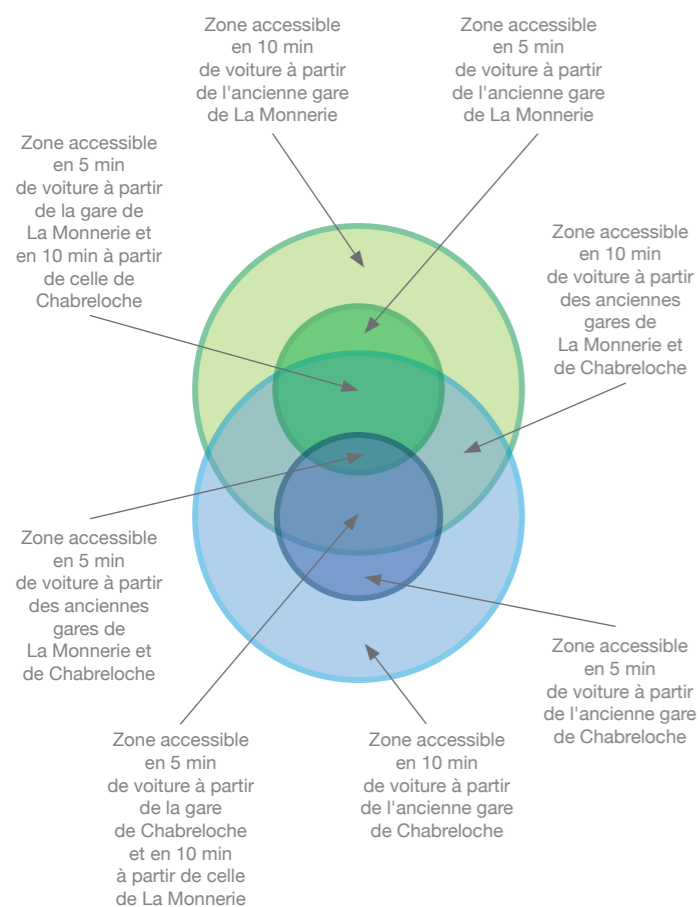 Zone accessible
en 10 min
de voiture à partir
de l'ancienne gare
de La Monnerie
Zone accessible
en 5 min
de voiture à partir
de l'ancienne gare
de La Monnerie
Zone accessible
en 5 min
de voiture à partir
de la gare de
La Monnerie et
en 10 min à partir
de celle de
Chabreloche
Zone accessible
en 10 min
de voiture à partir
des anciennes
gares de
La Monnerie et
de Chabreloche
Zone accessible
en 5 min
de voiture à partir
des anciennes
gares de
La Monnerie et
de Chabreloche
Zone accessible
en 5 min
de voiture à partir
de l'ancienne gare
de Chabreloche
Zone accessible
en 5 min
de voiture à partir
de la gare
de Chabreloche
et en 10 min
à partir de celle
de La Monnerie
Zone accessible
en 10 min
de voiture à partir
de l'ancienne gare
de Chabreloche